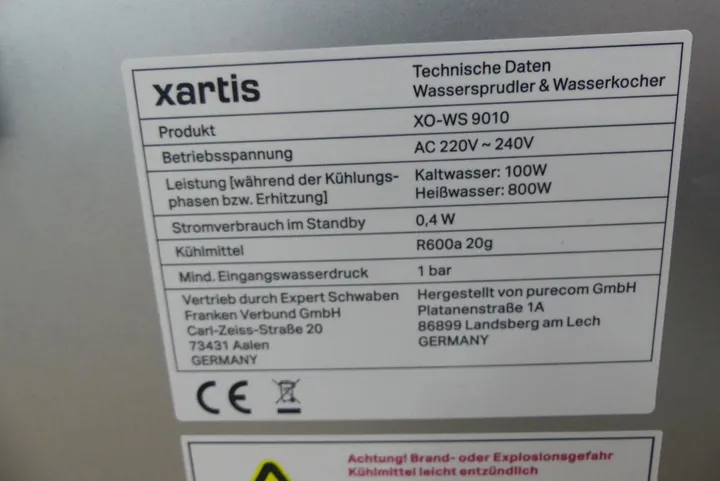 xartis
Technische Daten
Wassersprudler & Wasserkocher
Produkt XO-WS 9010
Betriebsspannung AC 220V ~ 240V
Leistung [während der Kühlungs-
phasen bzw. Erhitzung]
Kaltwasser: 100W
Heißwasser: 800W
Stromverbrauch im Standby 0,4 W
Kühlmittel R600a 20g
Mind. Eingangswasserdruck 1 bar
Vertrieb durch Expert Schwaben
Franken Verbund GmbH
Carl-Zeiss-Straße 20
73431 Aalen
GERMANY
Hergestellt von purecom GmbH
Platanenstraße 1A
86899 Landsberg am Lech
GERMANY
CE
Achtung! Brand- oder Explosionsgefahr
Kühlmittel leicht entzündlich